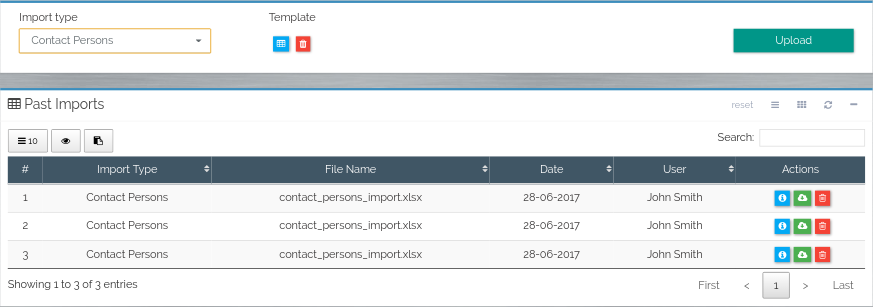 Import type Template
Contact Persons
Upload
Past Imports reset
10 Search:
# Import Type File Name Date User Actions
1 Contact Persons contact_persons_import.xlsx 28-06-2017 John Smith
2 Contact Persons contact_persons_import.xlsx 28-06-2017 John Smith
3 Contact Persons contact_persons_import.xlsx 28-06-2017 John Smith
Showing 1 to 3 of 3 entries First < 1 > Last